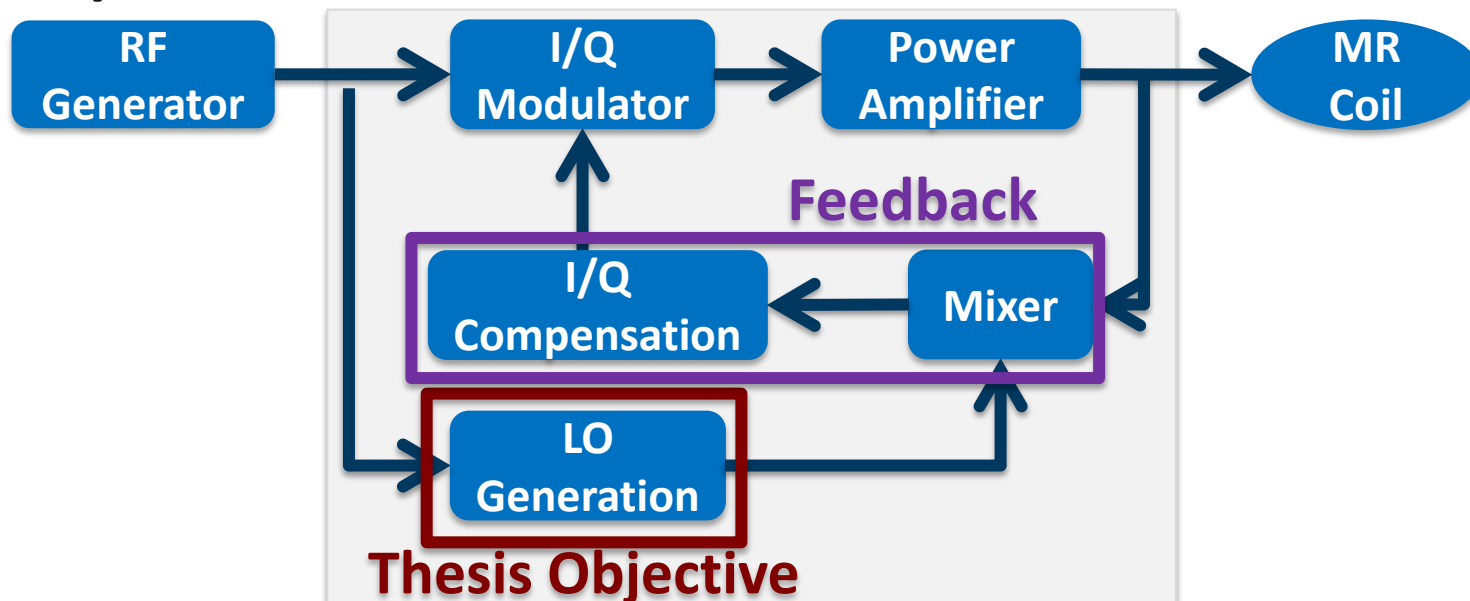 RF
Generator
I/Q
Modulator
Power
Amplifier
MR
Coil
Feedback
I/Q
Compensation
Mixer
LO
Generation
Thesis Objective